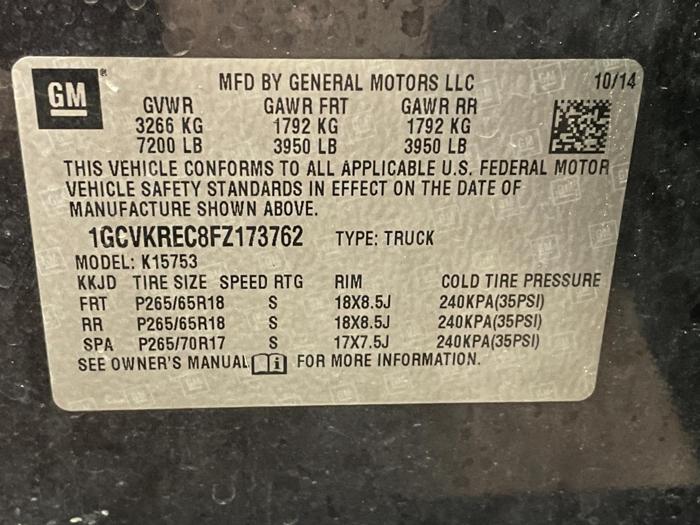 GM ® MFD BY GENERAL MOTORS LLC 10/14
GVWR GAWR FRT GAWR RR
3266 KG 1792 KG 1792 KG
7200 LB 3950 LB 3950 LB
THIS VEHICLE CONFORMS TO ALL APPLICABLE U.S. FEDERAL MOTOR
VEHICLE SAFETY STANDARDS IN EFFECT ON THE DATE OF
MANUFACTURE SHOWN ABOVE.
1GCVKREC8FZ173762 TYPE: TRUCK
MODEL: K15753
KKJD TIRE SIZE SPEED RTG RIM COLD TIRE PRESSURE
FRT P265/65R18 S 18X8.5J 240KPA(35PSI)
RR P265/65R18 S 18X8.5J 240KPA(35PSI)
SPA P265/70R17 S 17X7.5J 240KPA(35PSI)
SEE OWNER'S MANUAL i FOR MORE INFORMATION.